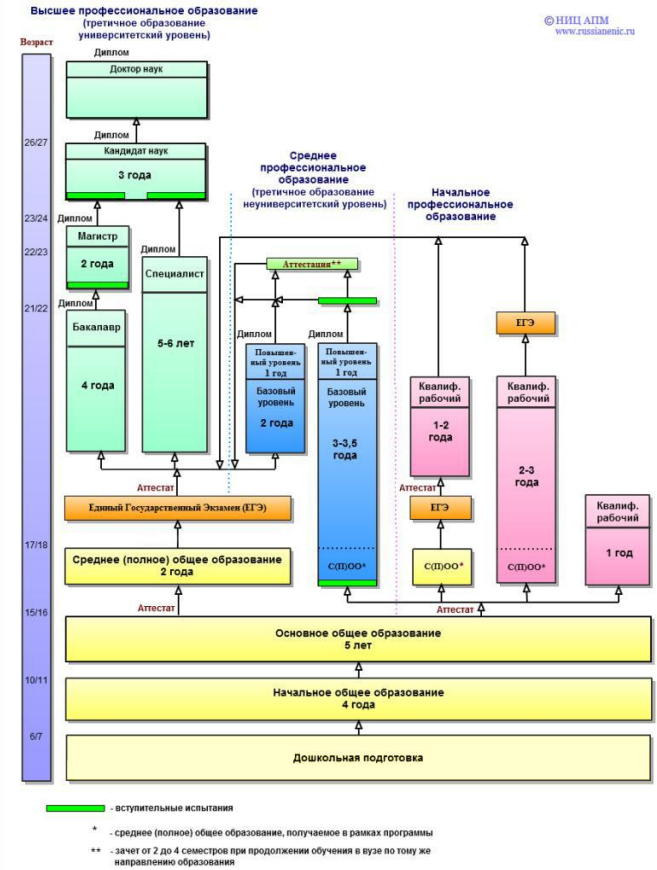 Высшее профессиональное образование
(третичное образование
университетский уровень)
© НИЦ АПМ
www.russianenic.ru
Возраст
Диплом
Доктор наук
Диплом
26/27
Кандидат наук
3 года
Среднее
профессиональное
образование
(третичное образование
неуниверситетский уровень)
Начальное
профессиональное
образование
23/24
Диплом
Магистр
2 года
22/23
Диплом
Специалист
5-6 лет
Аттестация**
21/22
Диплом
Бакалавр
4 года
ЕГЭ
Диплом
Повышен-
ный уровень
1 год
Базовый
уровень
2 года
Диплом
Повышен-
ный уровень
1 год
Базовый
уровень
3-3,5
года
С(П)ОО*
Квалиф.
рабочий
1-2
года
Аттестат
ЕГЭ
С(П)ОО*
Квалиф.
рабочий
2-3
года
С(П)ОО*
Квалиф.
рабочий
1 год
Аттестат
Единый Государственный Экзамен (ЕГЭ)
17/18
Среднее (полное) общее образование
2 года
15/16
Аттестат
Аттестат
Основное общее образование
5 лет
10/11
Начальное общее образование
4 года
6/7
Дошкольная подготовка
- вступительные испытания
* - среднее (полное) общее образование, получаемое в рамках программы
** - зачет от 2 до 4 семестров при продолжении обучения в вузе по тому же
направлению образования